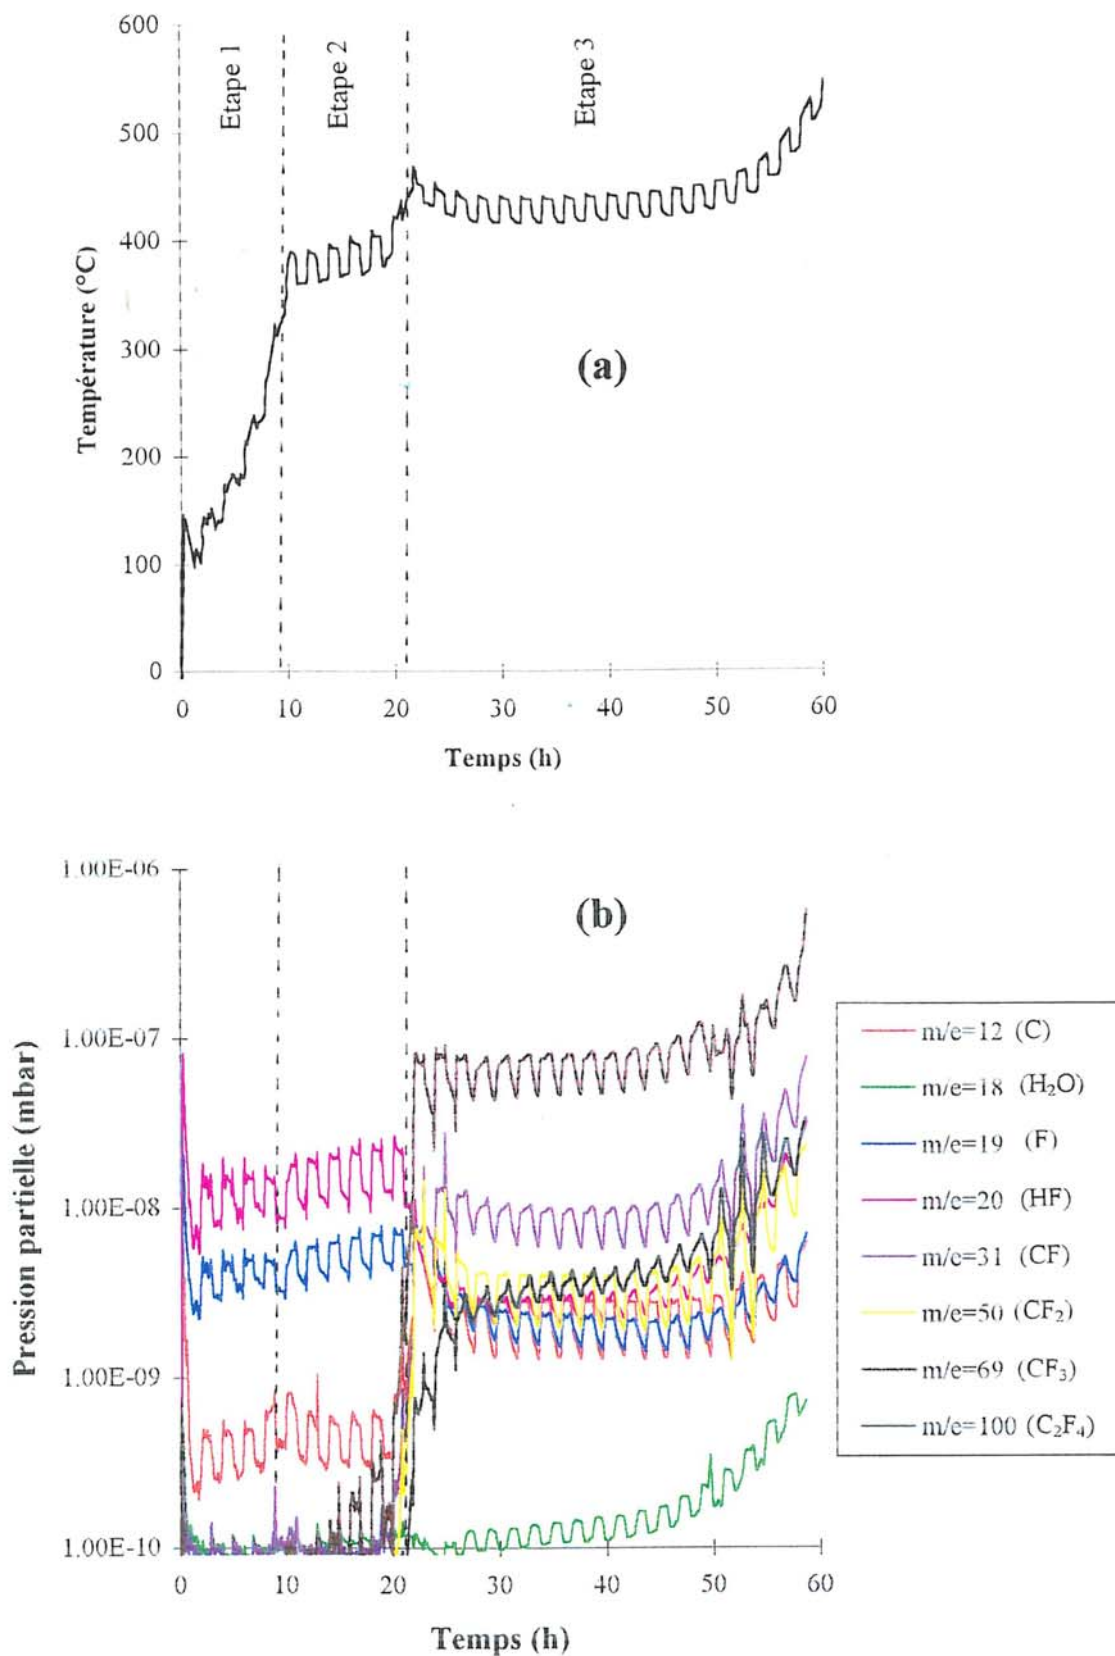 600
500
400
300
200
100
0
Température (°C)
Etape 1
Etape 2
Etape 3
(a)
0
10
20
30
40
50
60
Temps (h)
1.00E-06
1.00E-07
1.00E-08
1.00E-09
1.00E-10
Pression partielle (mbar)
(b)
0
10
20
30
40
50
60
Temps (h)
m/e=12 (C)
m/e=18 (H₂O)
m/e=19 (F)
m/e=20 (HF)
m/e=31 (CF)
m/e=50 (CF₂)
m/e=69 (CF₃)
m/e=100 (C₂F₄)